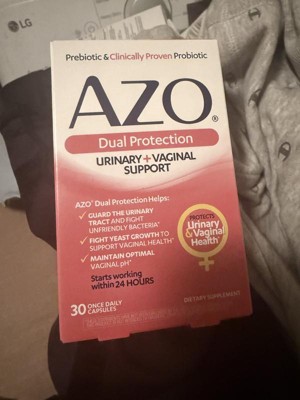 LG
Prebiotic & Clinically Proven Probiotic
AZO®
Dual Protection
URINARY + VAGINAL
SUPPORT
AZO® Dual Protection Helps:
✓ GUARD THE URINARY
TRACT AND FIGHT
UNFRIENDLY BACTERIA*
✓ FIGHT YEAST GROWTH TO
SUPPORT VAGINAL HEALTH*
✓ MAINTAIN OPTIMAL
VAGINAL pH*
Starts working
within 24 HOURS
PROTECTS
Urinary
& Vaginal
Health*
30 ONCE DAILY
CAPSULES
DIETARY SUPPLEMENT